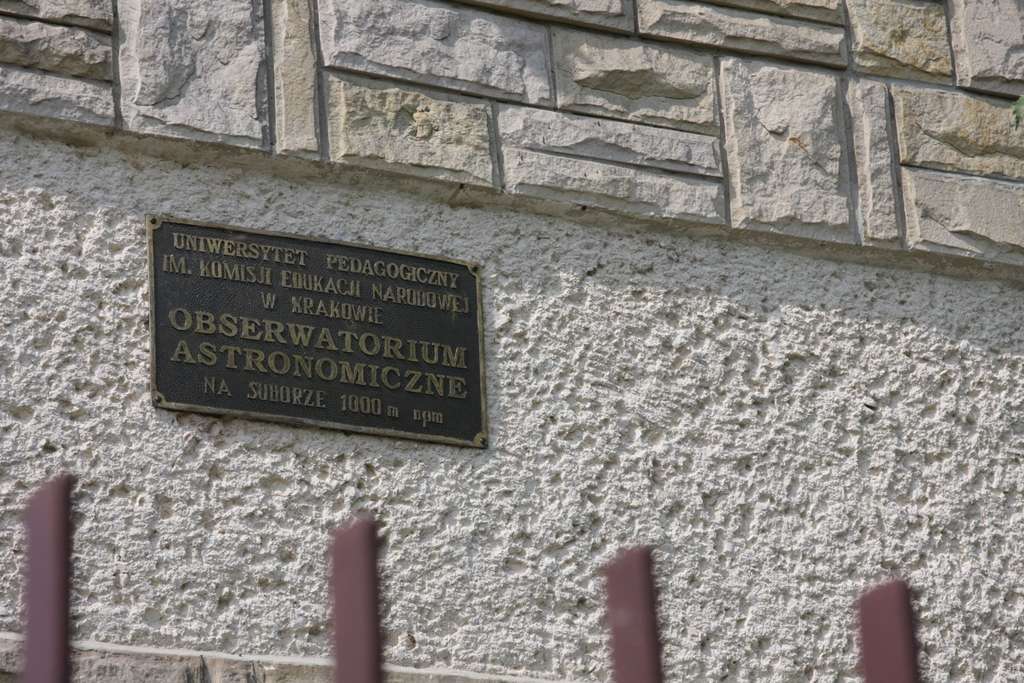 UNIWERSYTET PEDAGOGICZNY
IM. KOMISJI EDUKACJI NARODOWEJ
W KRAKOWIE
OBSERWATORIUM
ASTRONOMICZNE
NA SUHORZE 1000 m npm